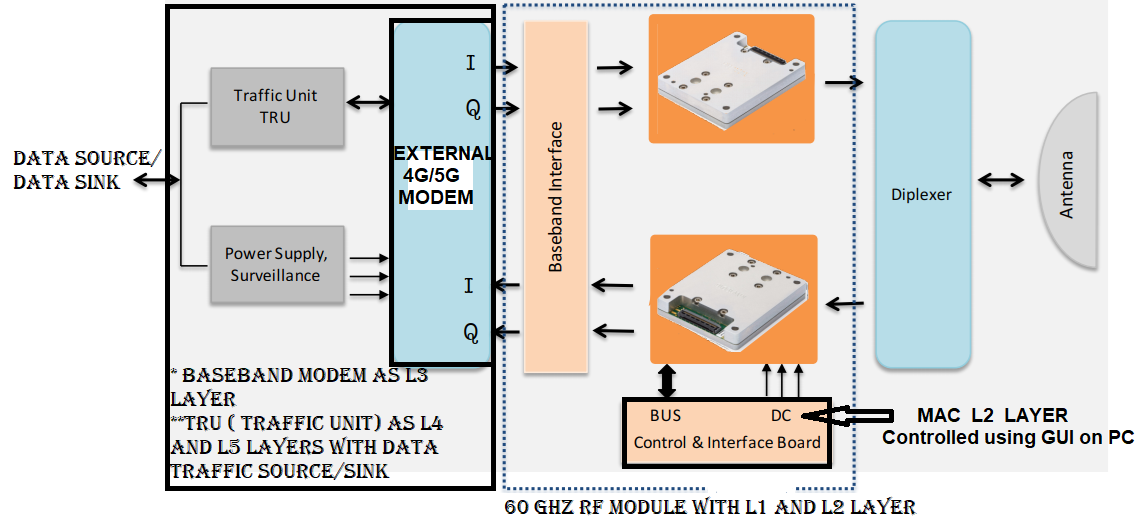 I
Q
Traffic Unit
TRU
EXTERNAL
4G/5G
MODEM
DATA SOURCE/
DATA SINK
Power Supply,
Surveillance
I
Q
Baseband Interface
Diplexer
Antenna
* BASEBAND MODEM AS L3
LAYER
**TRU ( TRAFFIC UNIT) AS L4
AND L5 LAYERS WITH DATA
TRAFFIC SOURCE/SINK
BUS DC
Control & Interface Board
MAC L2 LAYER
Controlled using GUI on PC
60 GHZ RF MODULE WITH L1 AND L2 LAYER